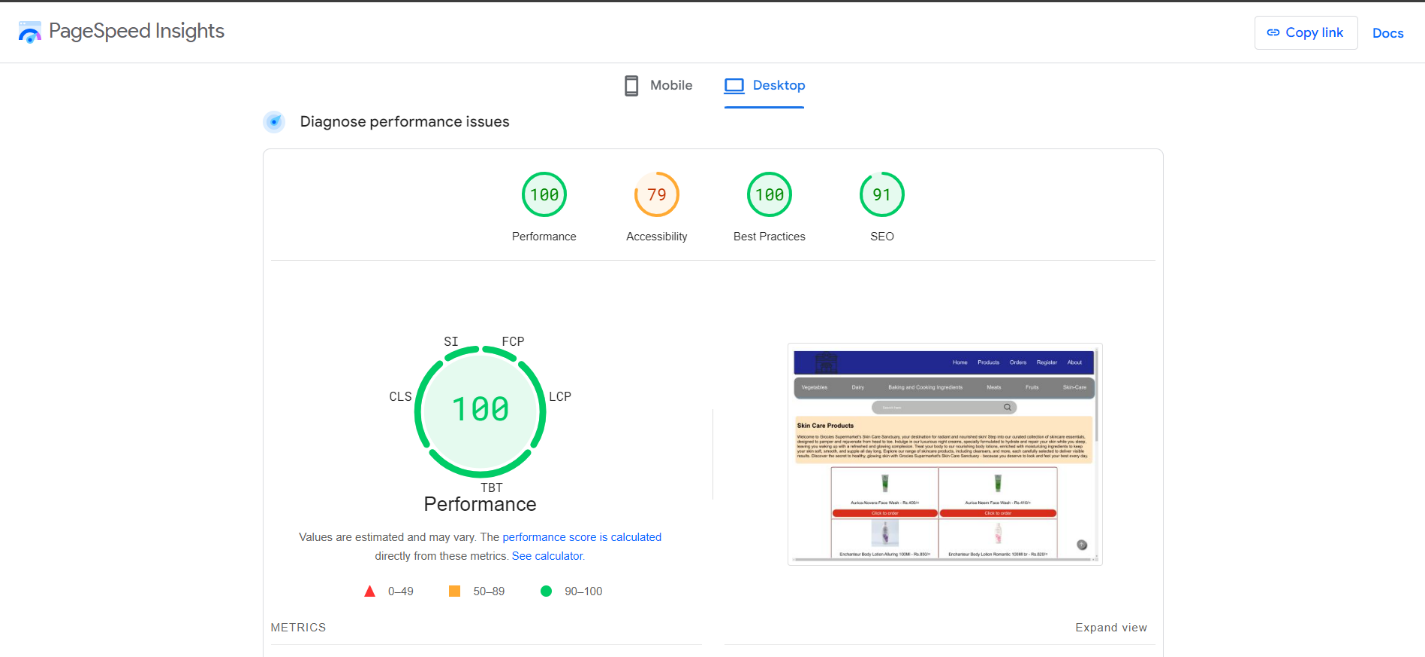 PageSpeed Insights
Copy link
Docs
Mobile
Desktop
Diagnose performance issues
100
79
100
91
Performance
Accessibility
Best Practices
SEO
SI
FCP
CLS
LCP
100
TBT
Performance
Values are estimated and may vary. The performance score is calculated
directly from these metrics. See calculator.
0–49
50–89
90–100
Home Products Orders Register About
Vegetables Dairy Baking and Cooking Ingredients Meats Fruits Skin-Care
Skin Care Products
Click to order
Click to order
METRICS
Expand view